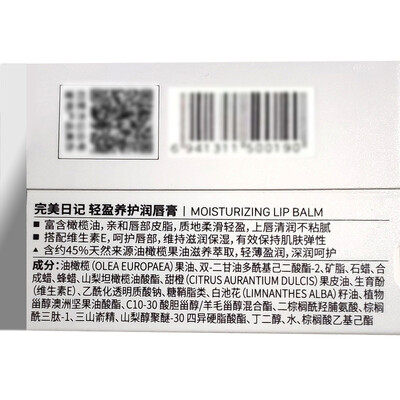 6 941311 500190
完美日记 轻盈养护润唇膏 | MOISTURIZING LIP BALM
■ 富含橄榄油，亲和唇部皮脂，质地柔滑轻盈，上唇清润不粘腻
■ 搭配维生素E，呵护唇部，维持滋润保湿，有效保持肌肤弹性
■ 含约45%天然来源油橄榄果油滋养萃取，轻薄盈润，深润呵护
成分：油橄榄(OLEA EUROPAEA)果油、双-二甘油多酰基己二酸酯-2、矿脂、石蜡、合
成蜡、蜂蜡、山梨坦橄榄油酸酯、甜橙(CITRUS AURANTIUM DULCIS)果皮油、生育酚
(维生素E)、乙酰化透明质酸钠、糖鞘脂类、白池花(LIMNANTHES ALBA)籽油、植物
甾醇澳洲坚果油酸酯、C10-30 酸胆甾醇/羊毛甾醇混合酯、二棕榈酰羟脯氨酸、棕榈
酰三肽-1、三山嵛精、山梨醇聚醚-30 四异硬脂酸酯、丁二醇、水、棕榈酸乙基己酯